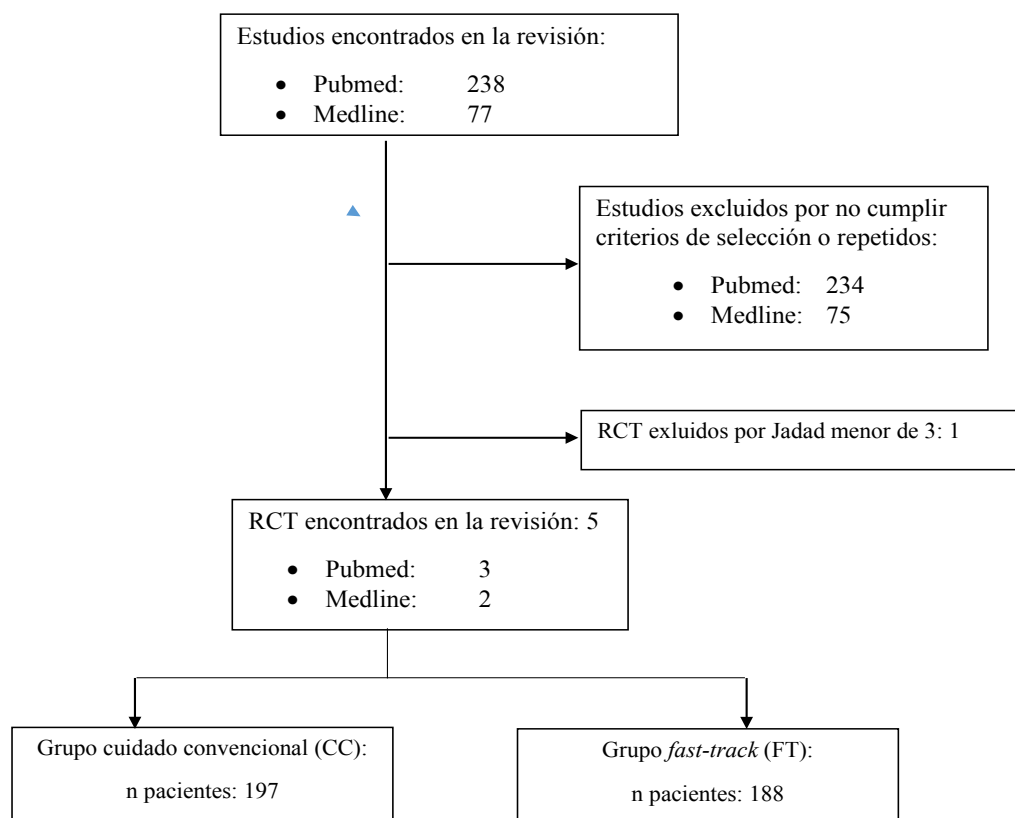 Estudios encontrados en la revisión:
• Pubmed: 238
• Medline: 77
Estudios excluidos por no cumplir
criterios de selección o repetidos:
• Pubmed: 234
• Medline: 75
RCT exluidos por Jadad menor de 3: 1
RCT encontrados en la revisión: 5
• Pubmed: 3
• Medline: 2
Grupo cuidado convencional (CC):
n pacientes: 197
Grupo fast-track (FT):
n pacientes: 188